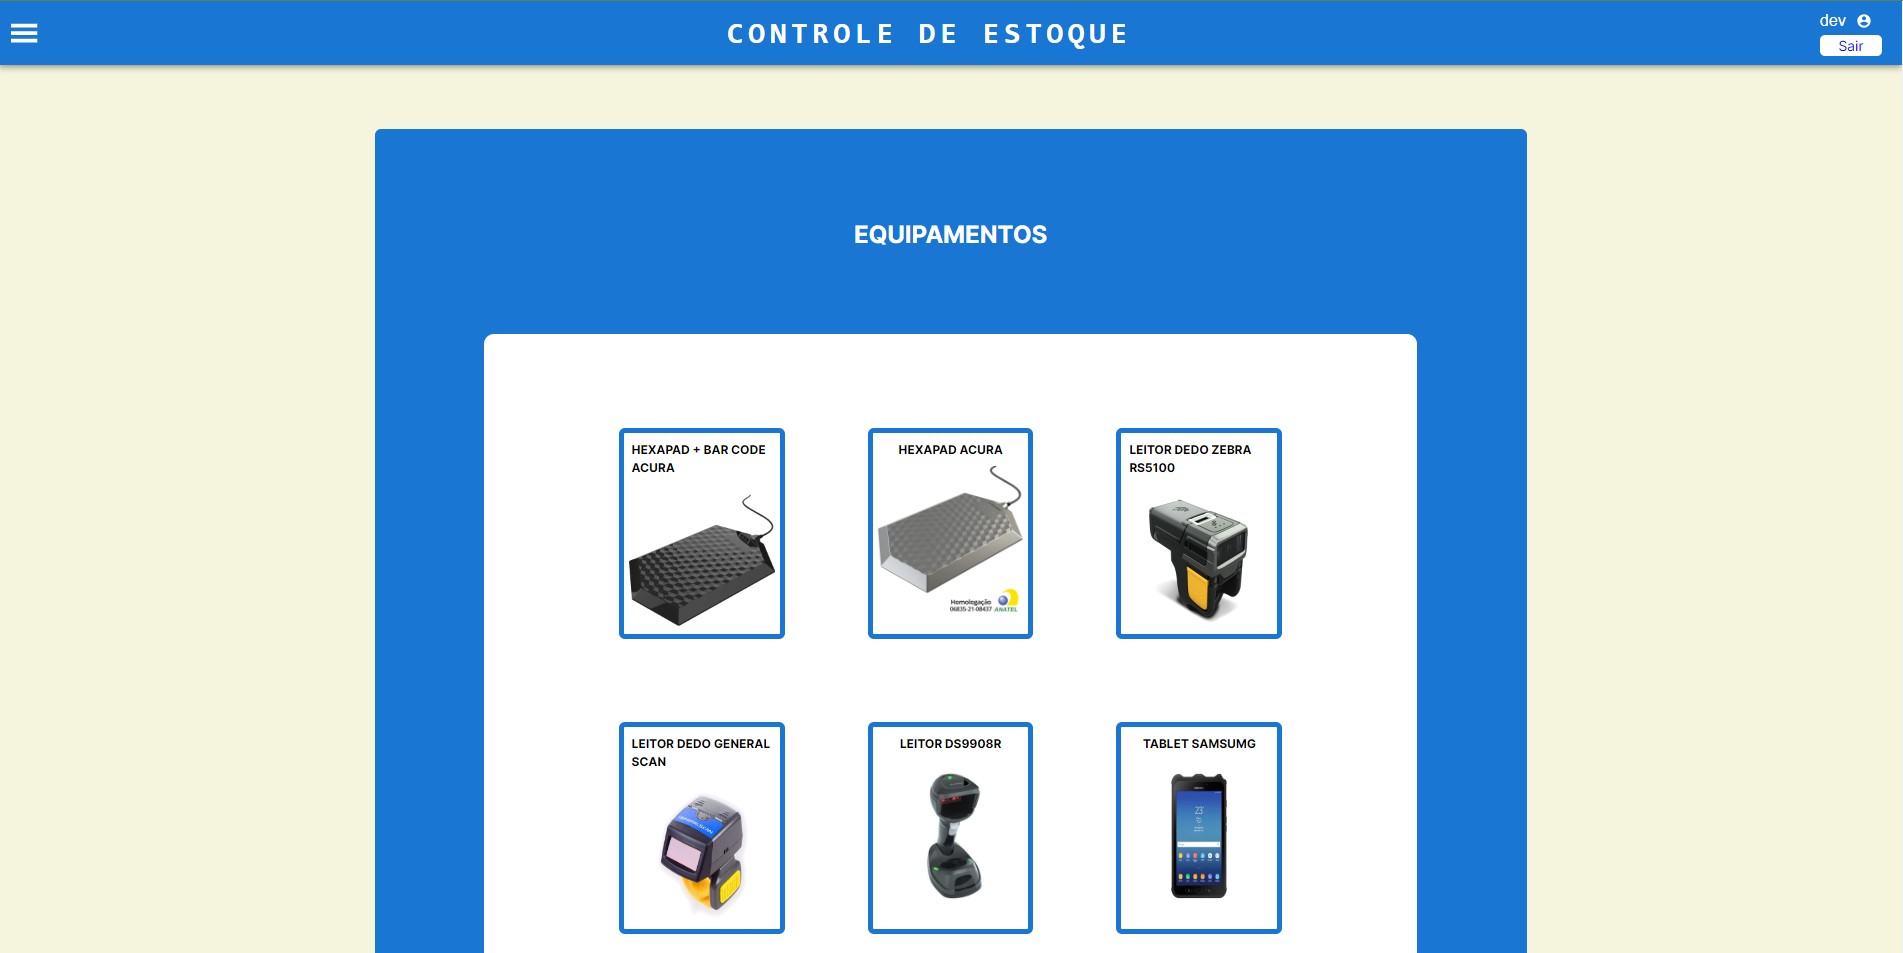 CONTROLE DE ESTOQUE
dev
Sair
EQUIPAMENTOS
HEXAPAD + BAR CODE
ACURA
HEXAPAD ACURA
Homologação
06835-21-08437 ANATEL
LEITOR DEDO ZEBRA
RS5100
LEITOR DEDO GENERAL
SCAN
LEITOR DS9908R
TABLET SAMSUMG
23